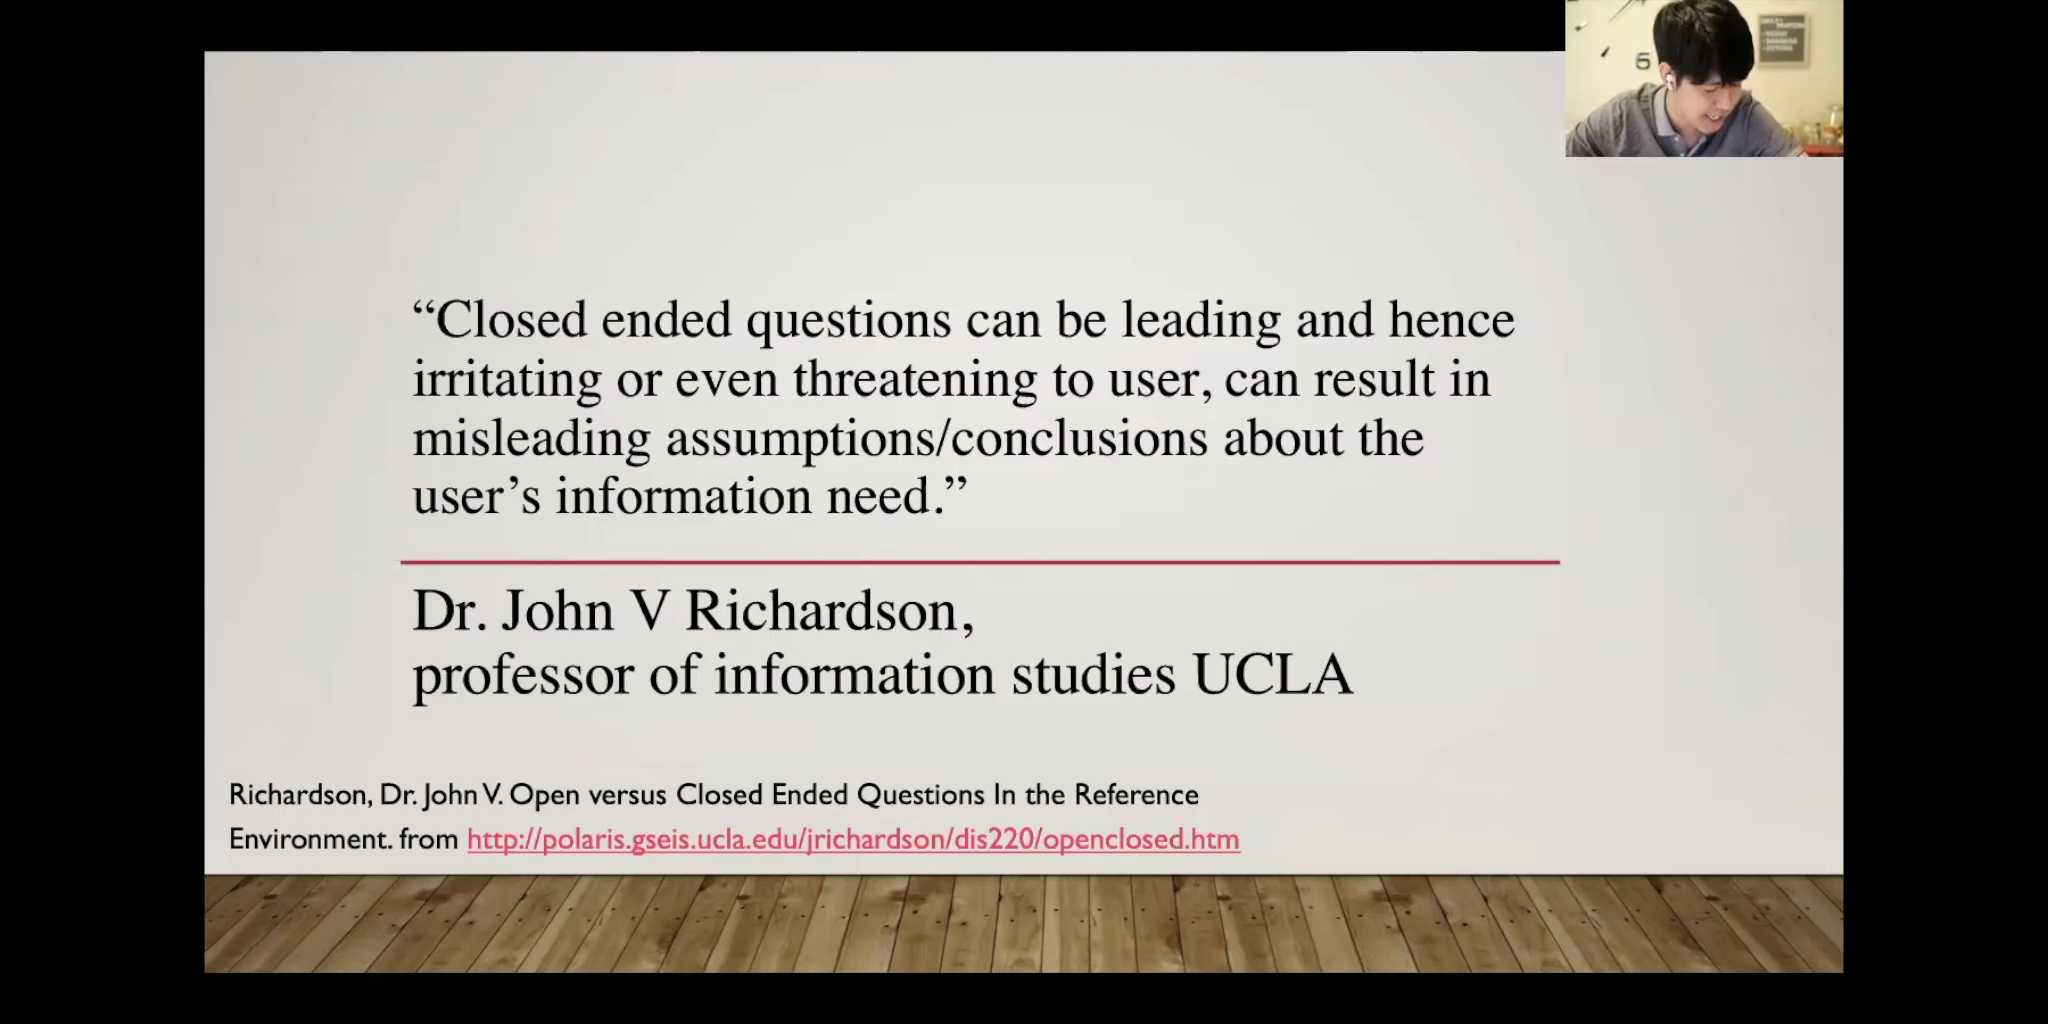 6
“Closed ended questions can be leading and hence
irritating or even threatening to user, can result in
misleading assumptions/conclusions about the
user’s information need.”
Dr. John V Richardson,
professor of information studies UCLA
Richardson, Dr. John V. Open versus Closed Ended Questions In the Reference
Environment. from http://polaris.gseis.ucla.edu/jrichardson/dis220/openclosed.htm